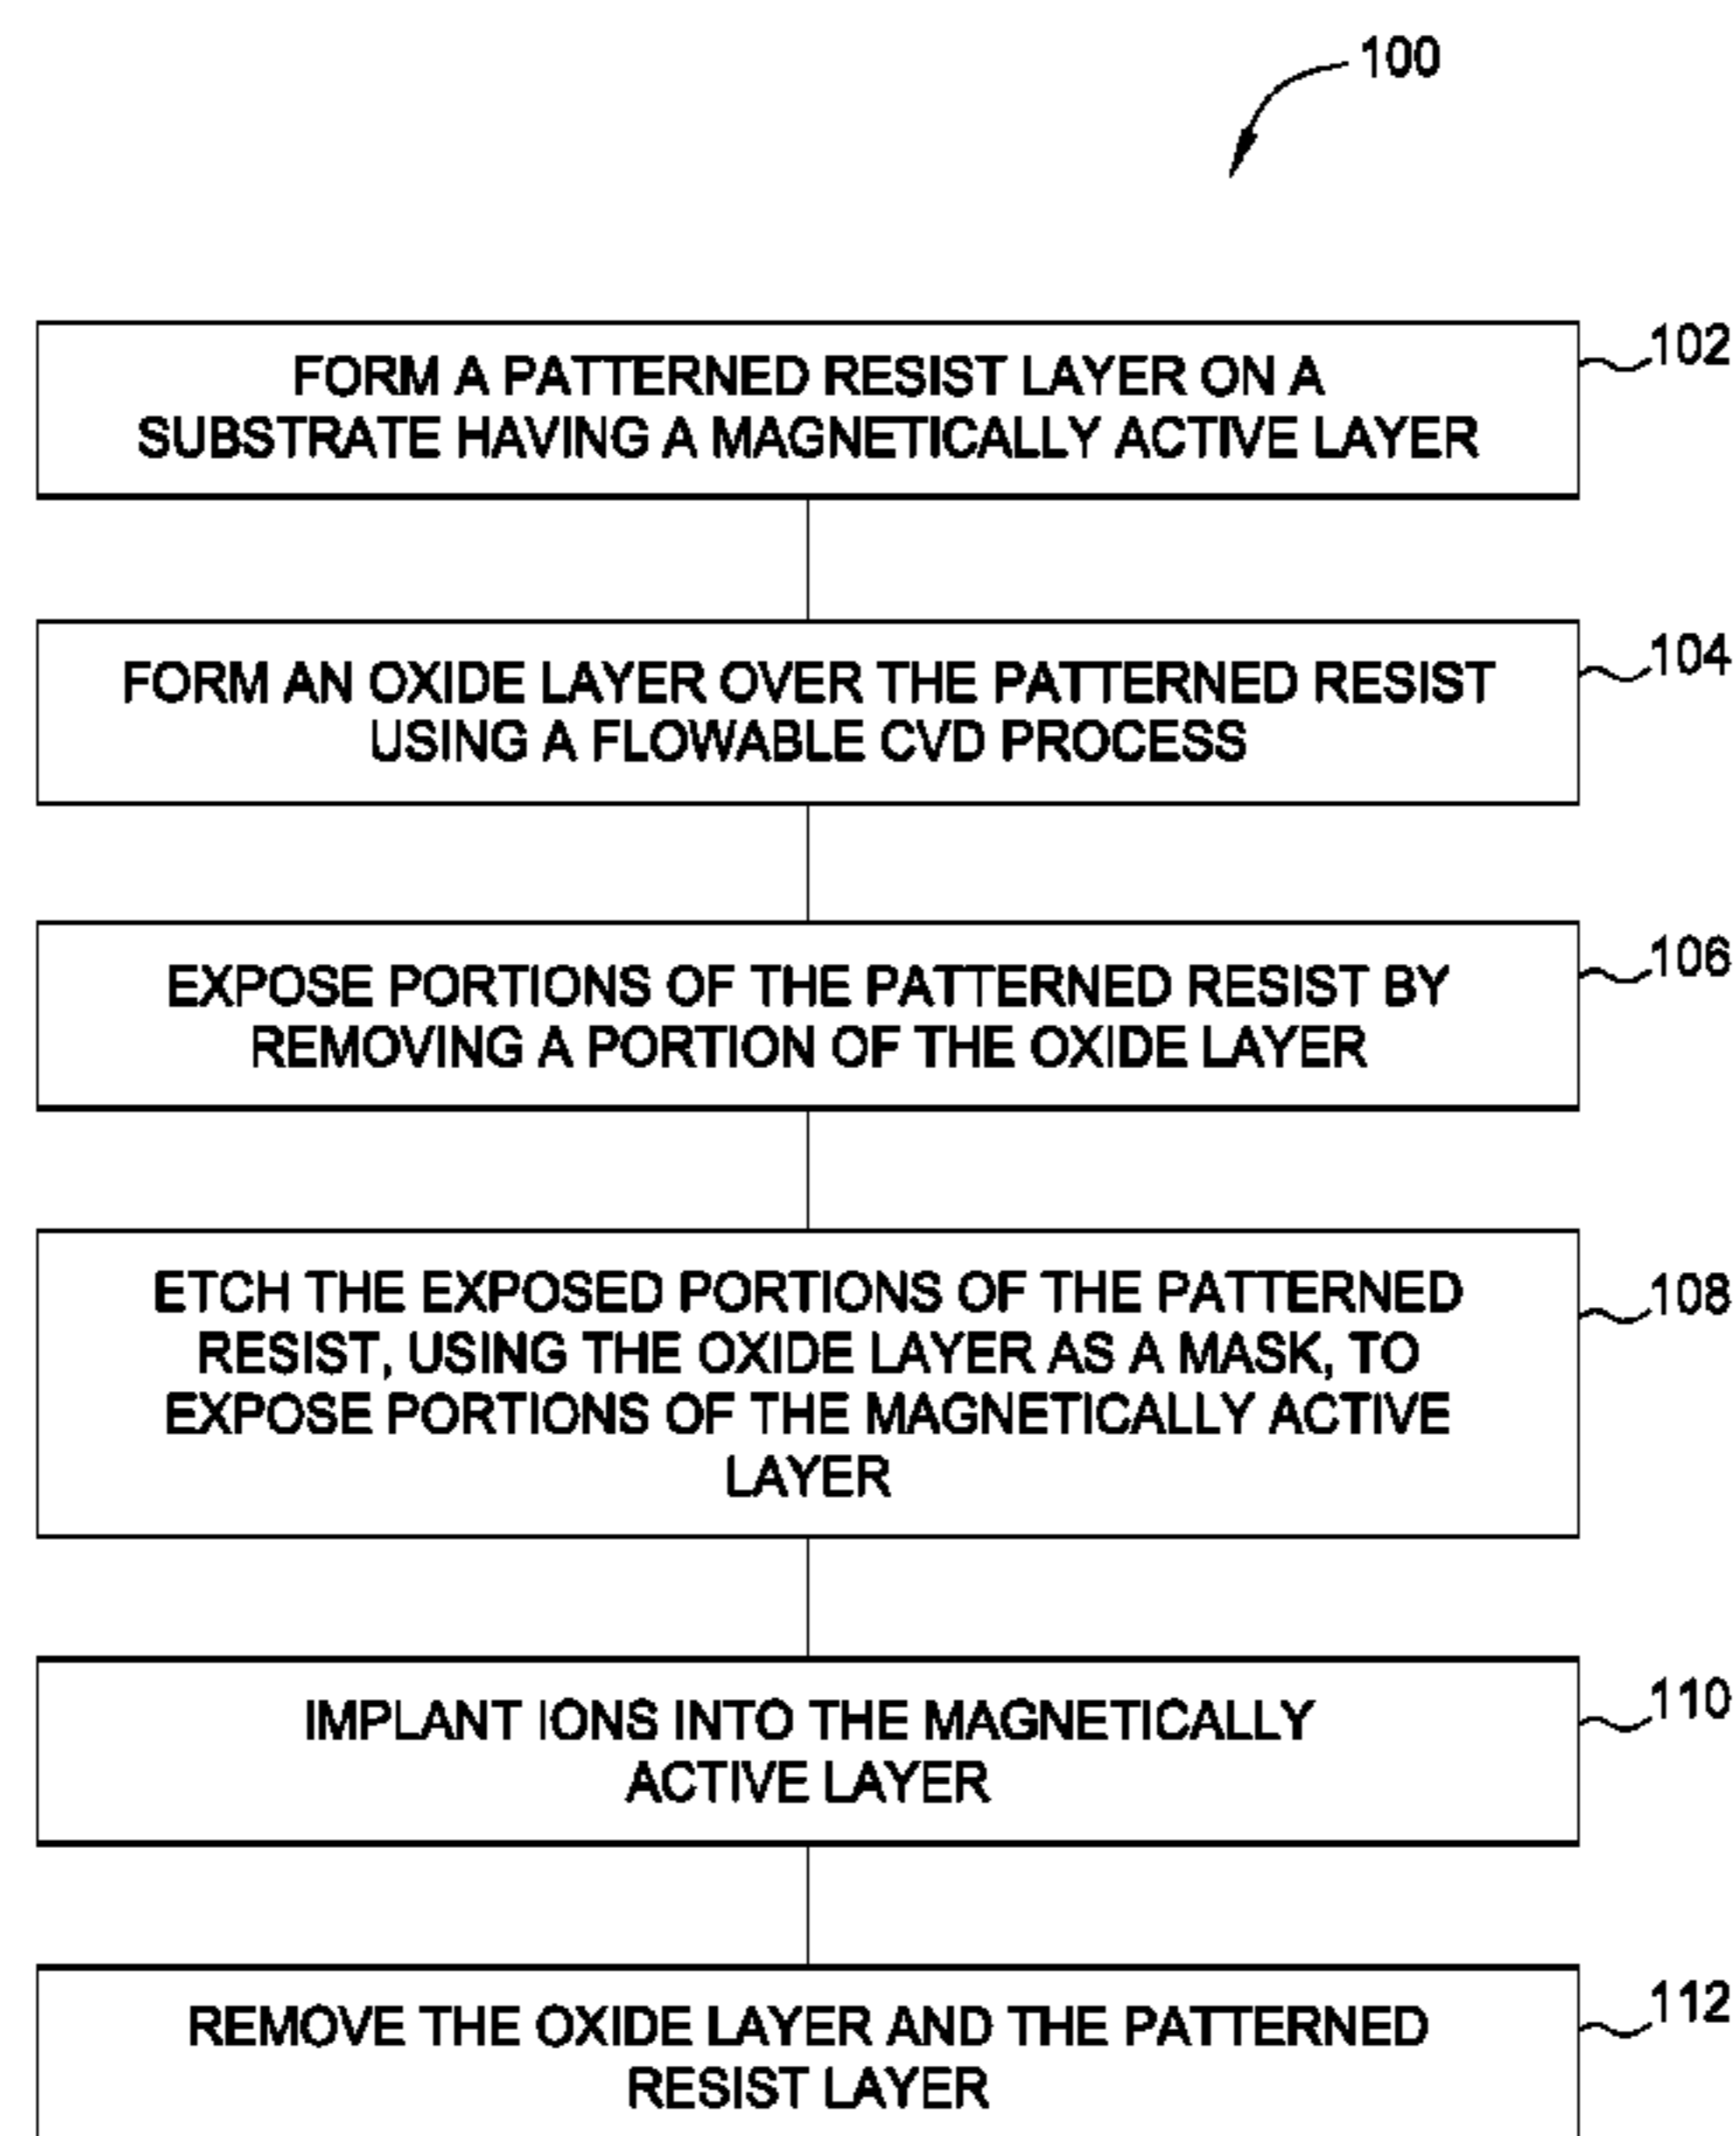 100
FORM A PATTERNED RESIST LAYER ON A
SUBSTRATE HAVING A MAGNETICALLY ACTIVE LAYER
102
FORM AN OXIDE LAYER OVER THE PATTERNED RESIST
USING A FLOWABLE CVD PROCESS
104
EXPOSE PORTIONS OF THE PATTERNED RESIST BY
REMOVING A PORTION OF THE OXIDE LAYER
106
ETCH THE EXPOSED PORTIONS OF THE PATTERNED
RESIST, USING THE OXIDE LAYER AS A MASK, TO
EXPOSE PORTIONS OF THE MAGNETICALLY ACTIVE
LAYER
108
IMPLANT IONS INTO THE MAGNETICALLY
ACTIVE LAYER
110
REMOVE THE OXIDE LAYER AND THE PATTERNED
RESIST LAYER
112